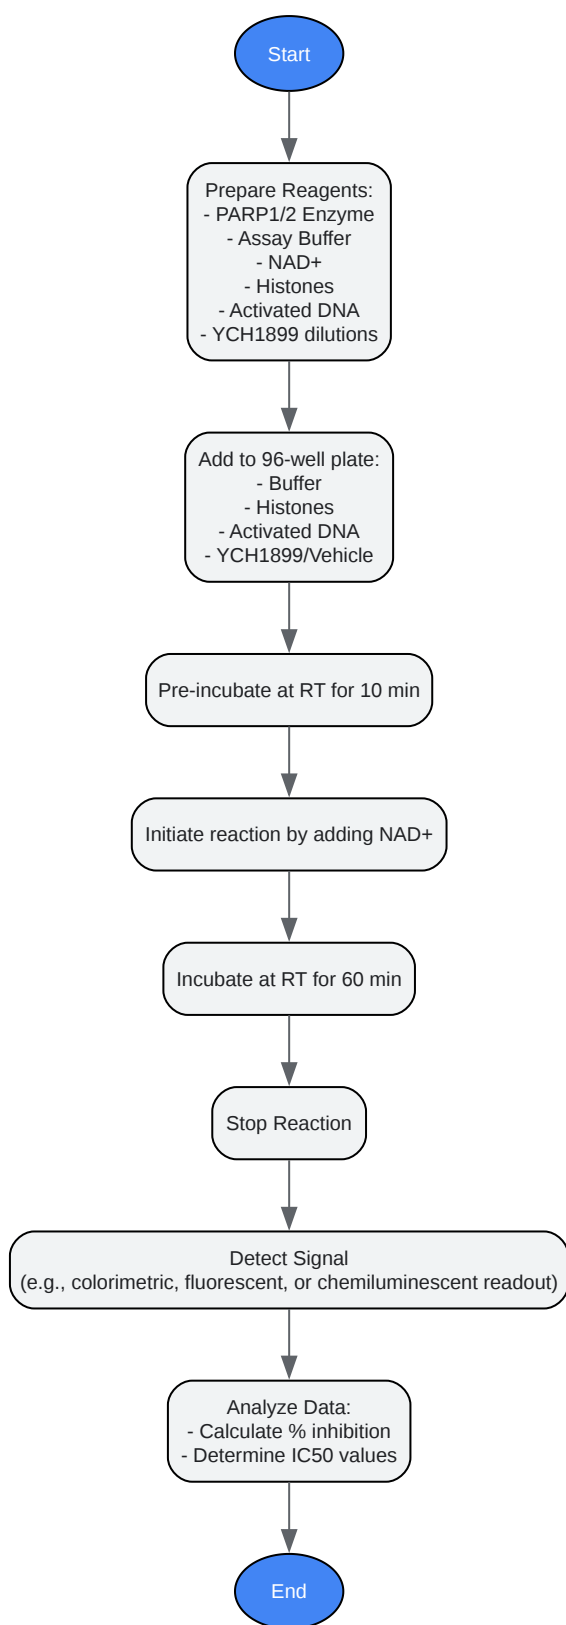 Start
Prepare Reagents:
- PARP1/2 Enzyme
- Assay Buffer
- NAD+
- Histones
- Activated DNA
- YCH1899 dilutions
Add to 96-well plate:
- Buffer
- Histones
- Activated DNA
- YCH1899/Vehicle
Pre-incubate at RT for 10 min
Initiate reaction by adding NAD+
Incubate at RT for 60 min
Stop Reaction
Detect Signal
(e.g., colorimetric, fluorescent, or chemiluminescent readout)
Analyze Data:
- Calculate % inhibition
- Determine IC50 values
End